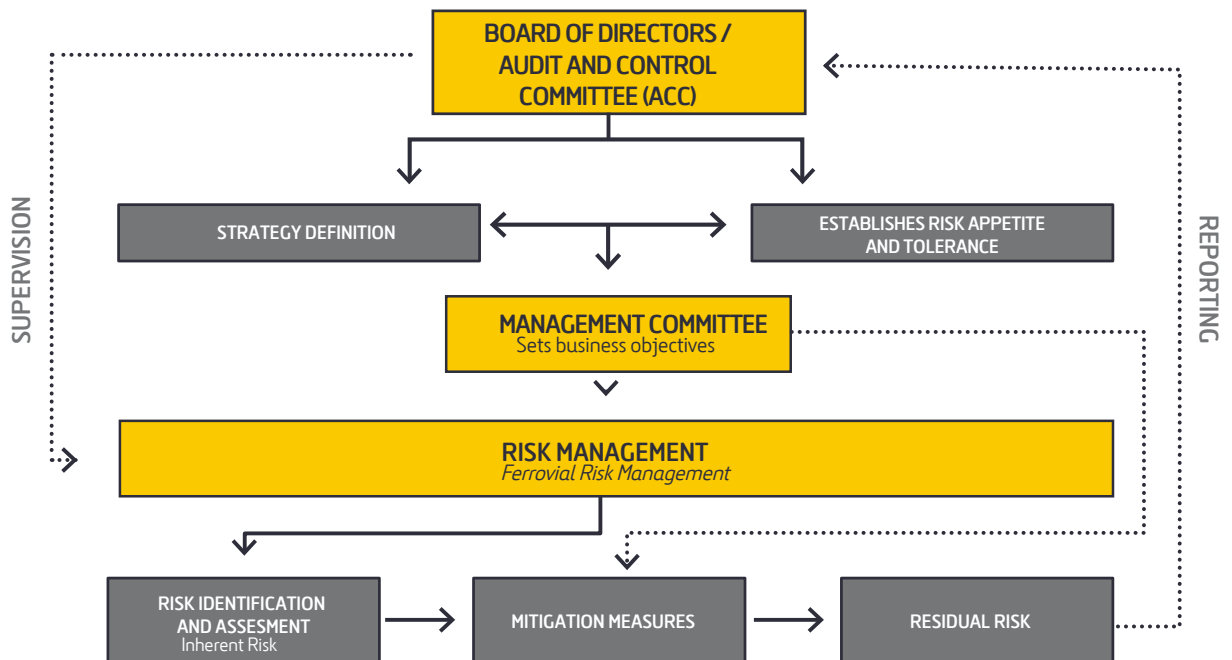 BOARD OF DIRECTORS /
AUDIT AND CONTROL
COMMITTEE (ACC)
SUPERVISION
REPORTING
STRATEGY DEFINITION
ESTABLISHES RISK APPETITE
AND TOLERANCE
MANAGEMENT COMMITTEE
Sets business objectives
RISK MANAGEMENT
Ferrovial Risk Management
RISK IDENTIFICATION
AND ASSESMENT
Inherent Risk
MITIGATION MEASURES
RESIDUAL RISK